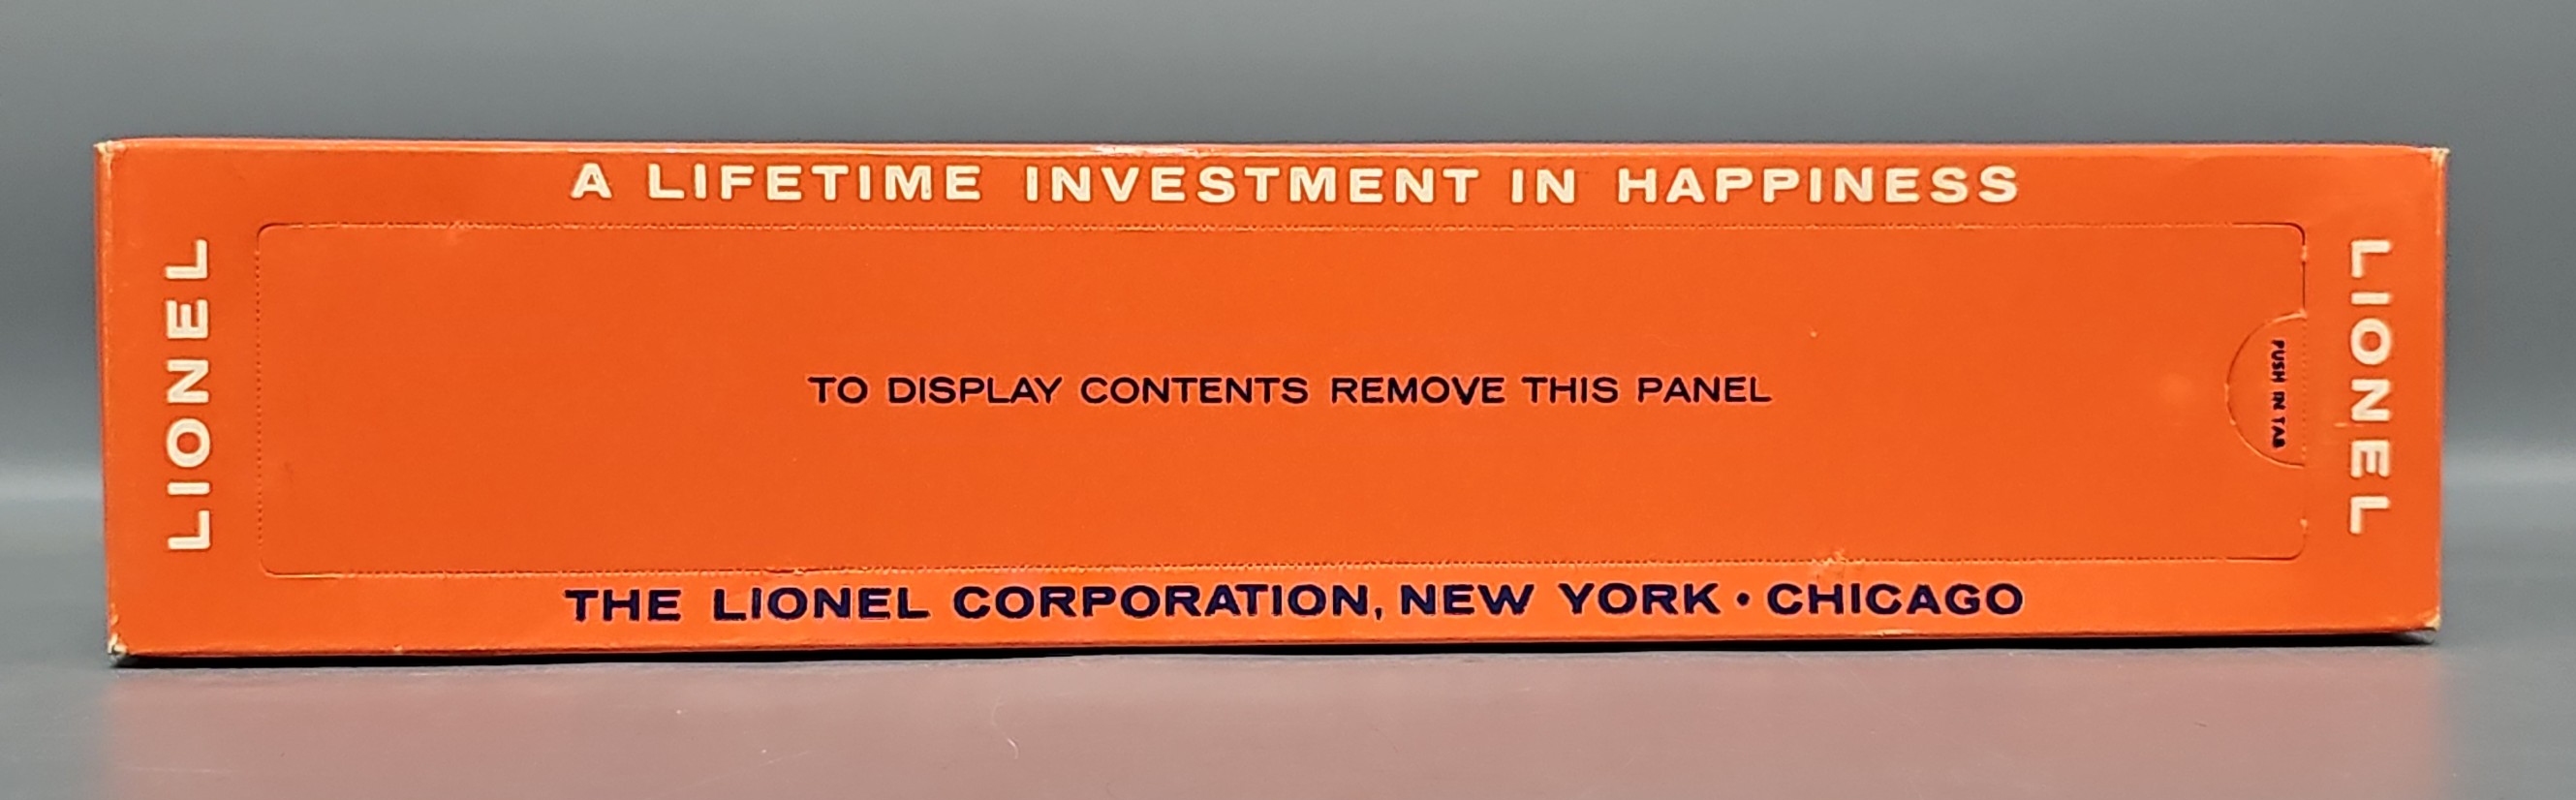 A LIFETIME INVESTMENT IN HAPPINESS
LIONEL
TO DISPLAY CONTENTS REMOVE THIS PANEL
PUSH IN TAB
LIONEL
THE LIONEL CORPORATION, NEW YORK • CHICAGO